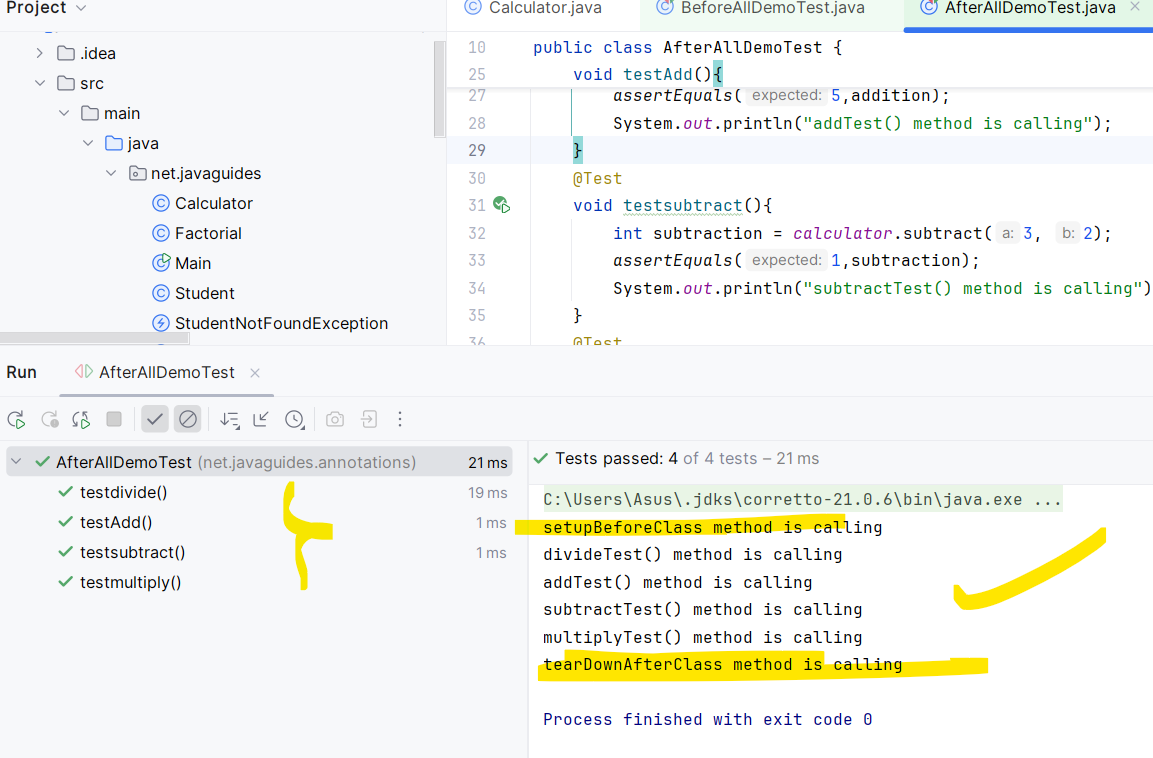 Project
Calculator.java
BeforeAllDemoTest.java
AfterAllDemoTest.java
.idea
src
main
java
net.javaguides
Calculator
Factorial
Main
Student
StudentNotFoundException
10 public class AfterAllDemoTest {
25 void testAdd(){
27 assertEquals( expected: 5,addition);
28 System.out.println("addTest() method is calling");
29 }
30 @Test
31 void testsubtract(){
32 int subtraction = calculator.subtract( a: 3, b: 2);
33 assertEquals( expected: 1,subtraction);
34 System.out.println("subtractTest() method is calling")
35 }
36 @Test
Run AfterAllDemoTest
AfterAllDemoTest (net.javaguides.annotations) 21 ms
testdivide() 19 ms
testAdd() 1 ms
testsubtract() 1 ms
testmultiply()
Tests passed: 4 of 4 tests – 21 ms
C:\Users\Asus\.jdks\corretto-21.0.6\bin\java.exe ...
setupBeforeClass method is calling
divideTest() method is calling
addTest() method is calling
subtractTest() method is calling
multiplyTest() method is calling
tearDownAfterClass method is calling
Process finished with exit code 0